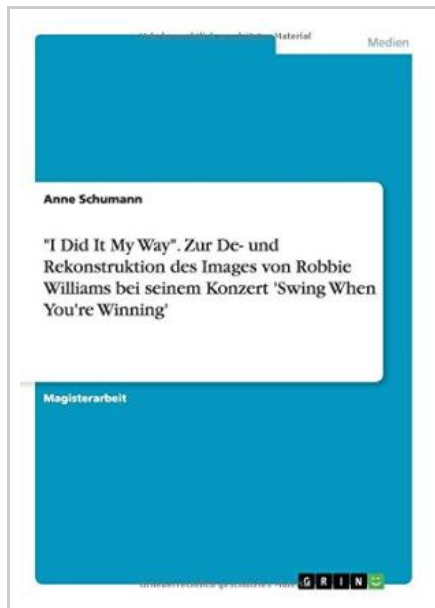 Material
Medien
Anne Schumann
"I Did It My Way". Zur De- und
Rekonstruktion des Images von Robbie
Williams bei seinem Konzert 'Swing When
You're Winning'
Magisterarbeit
GRIN